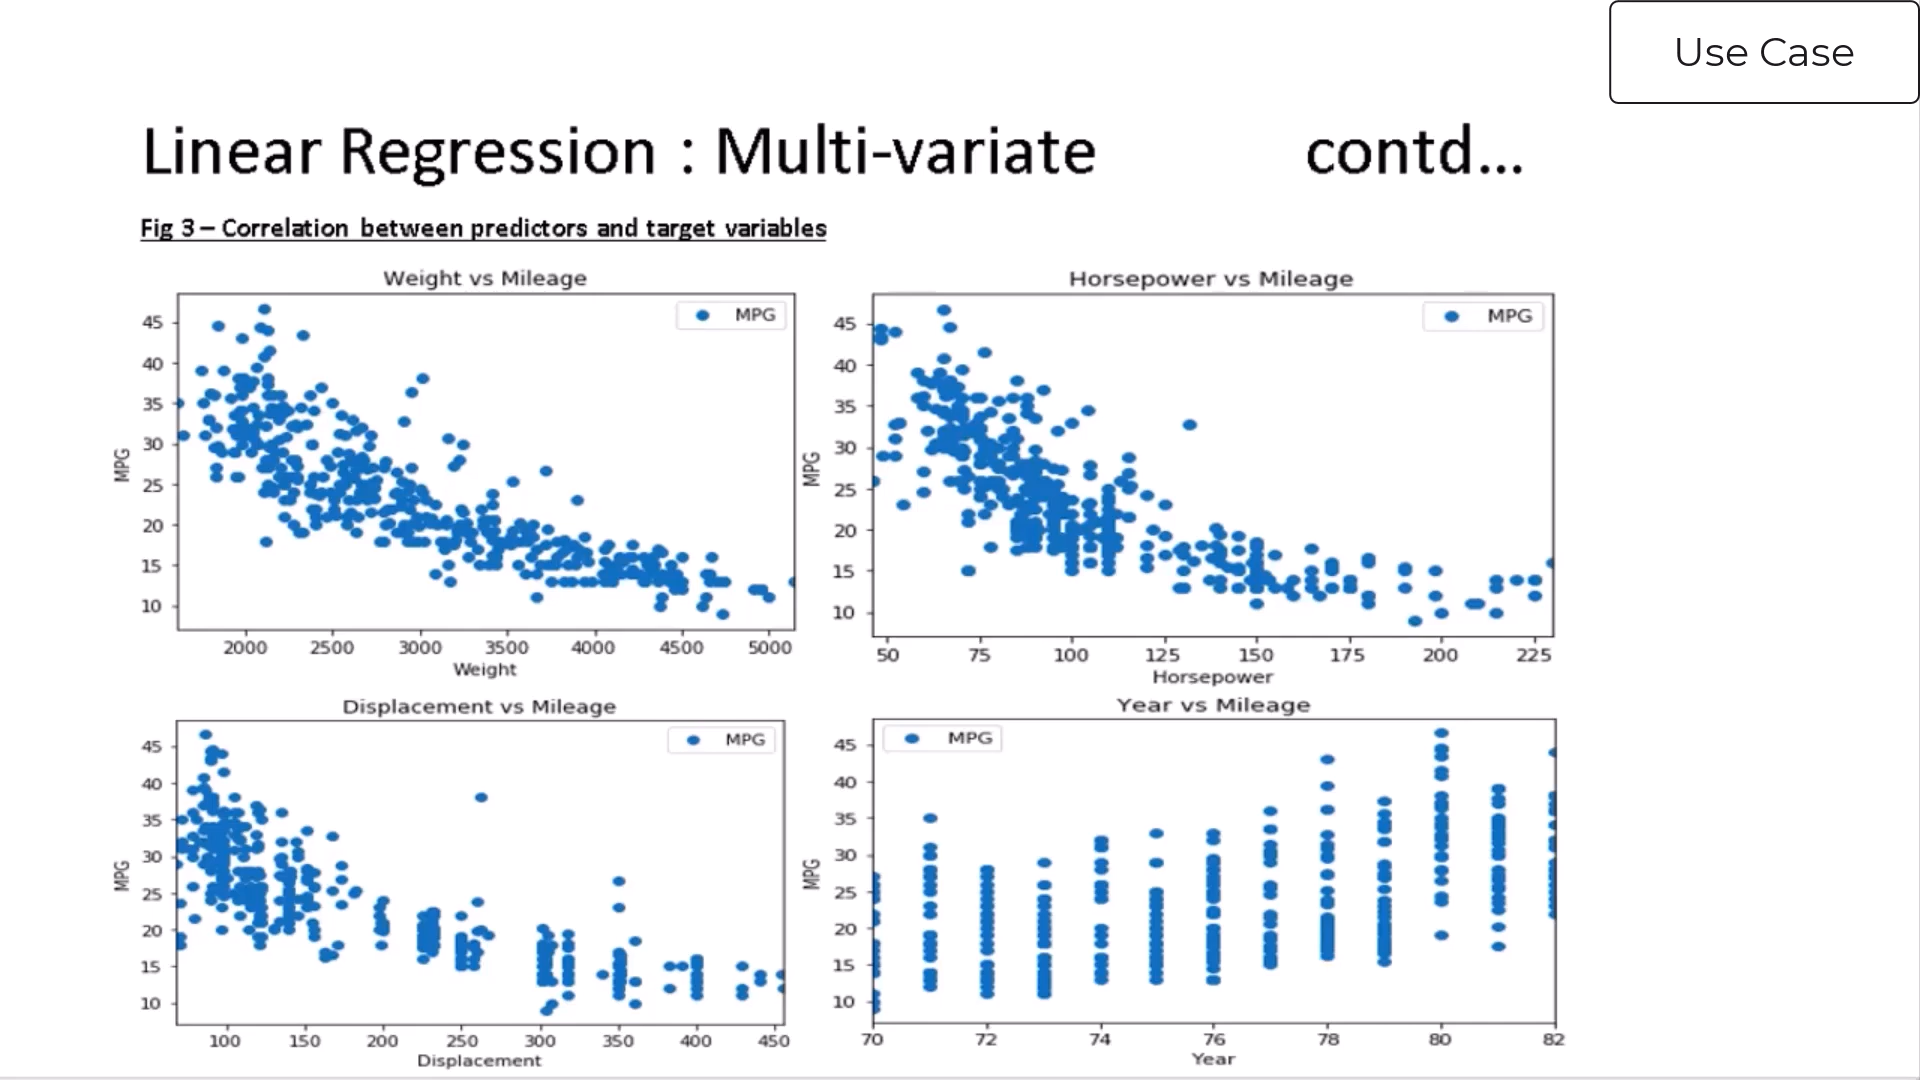 Use Case
Linear Regression : Multi-variate contd...
Fig 3 – Correlation between predictors and target variables
Weight vs Mileage
MPG
45
40
35
30
25
20
15
10
MPG
2000 2500 3000 3500 4000 4500 5000
Weight
Horsepower vs Mileage
MPG
45
40
35
30
25
20
15
10
MPG
50 75 100 125 150 175 200 225
Horsepower
Displacement vs Mileage
MPG
45
40
35
30
25
20
15
10
MPG
100 150 200 250 300 350 400 450
Displacement
Year vs Mileage
MPG
45
40
35
30
25
20
15
10
MPG
70 72 74 76 78 80 82
Year